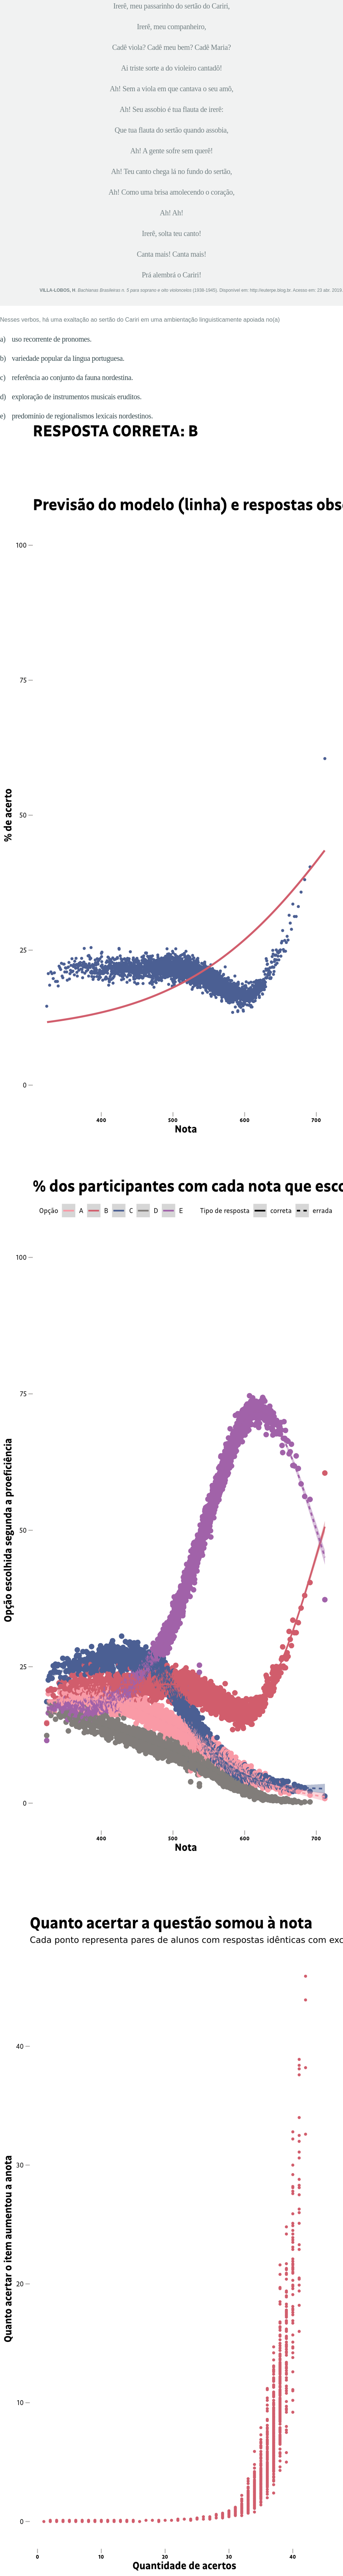 Irerê, meu passarinho do sertão do Cariri,
Irerê, meu companheiro,
Cadê viola? Cadê meu bem? Cadê Maria?
Ai triste sorte a do violeiro cantadô!
Ah! Sem a viola em que cantava o seu amô,
Ah! Seu assobio é tua flauta de irerê:
Que tua flauta do sertão quando assobia,
Ah! A gente sofre sem querê!
Ah! Teu canto chega lá no fundo do sertão,
Ah! Como uma brisa amolecendo o coração,
Ah! Ah!
Irerê, solta teu canto!
Canta mais! Canta mais!
Prá alembrá o Cariri!
VILLA-LOBOS, H. Bachianas Brasileiras n. 5 para soprano e oito violoncelos (1938-1945). Disponível em: http://euterpe.blog.br. Acesso em: 23 abr. 2019.
Nesses verbos, há uma exaltação ao sertão do Cariri em uma ambientação linguisticamente apoiada no(a)
a) uso recorrente de pronomes.
b) variedade popular da língua portuguesa.
c) referência ao conjunto da fauna nordestina.
d) exploração de instrumentos musicais eruditos.
e) predomínio de regionalismos lexicais nordestinos.
RESPOSTA CORRETA: B
Previsão do modelo (linha) e respostas obs
100
75
50
25
0
% de acerto
400 500 600 700
Nota
% dos participantes com cada nota que esco
Opção A B C D E Tipo de resposta correta errada
100
75
50
25
0
Opção escolhida segunda a proeficiência
400 500 600 700
Nota
Quanto acertar a questão somou à nota
Cada ponto representa pares de alunos com respostas idênticas com exc
40
30
20
10
0
Quanto acertar o item aumentou a anota
0 10 20 30 40
Quantidade de acertos